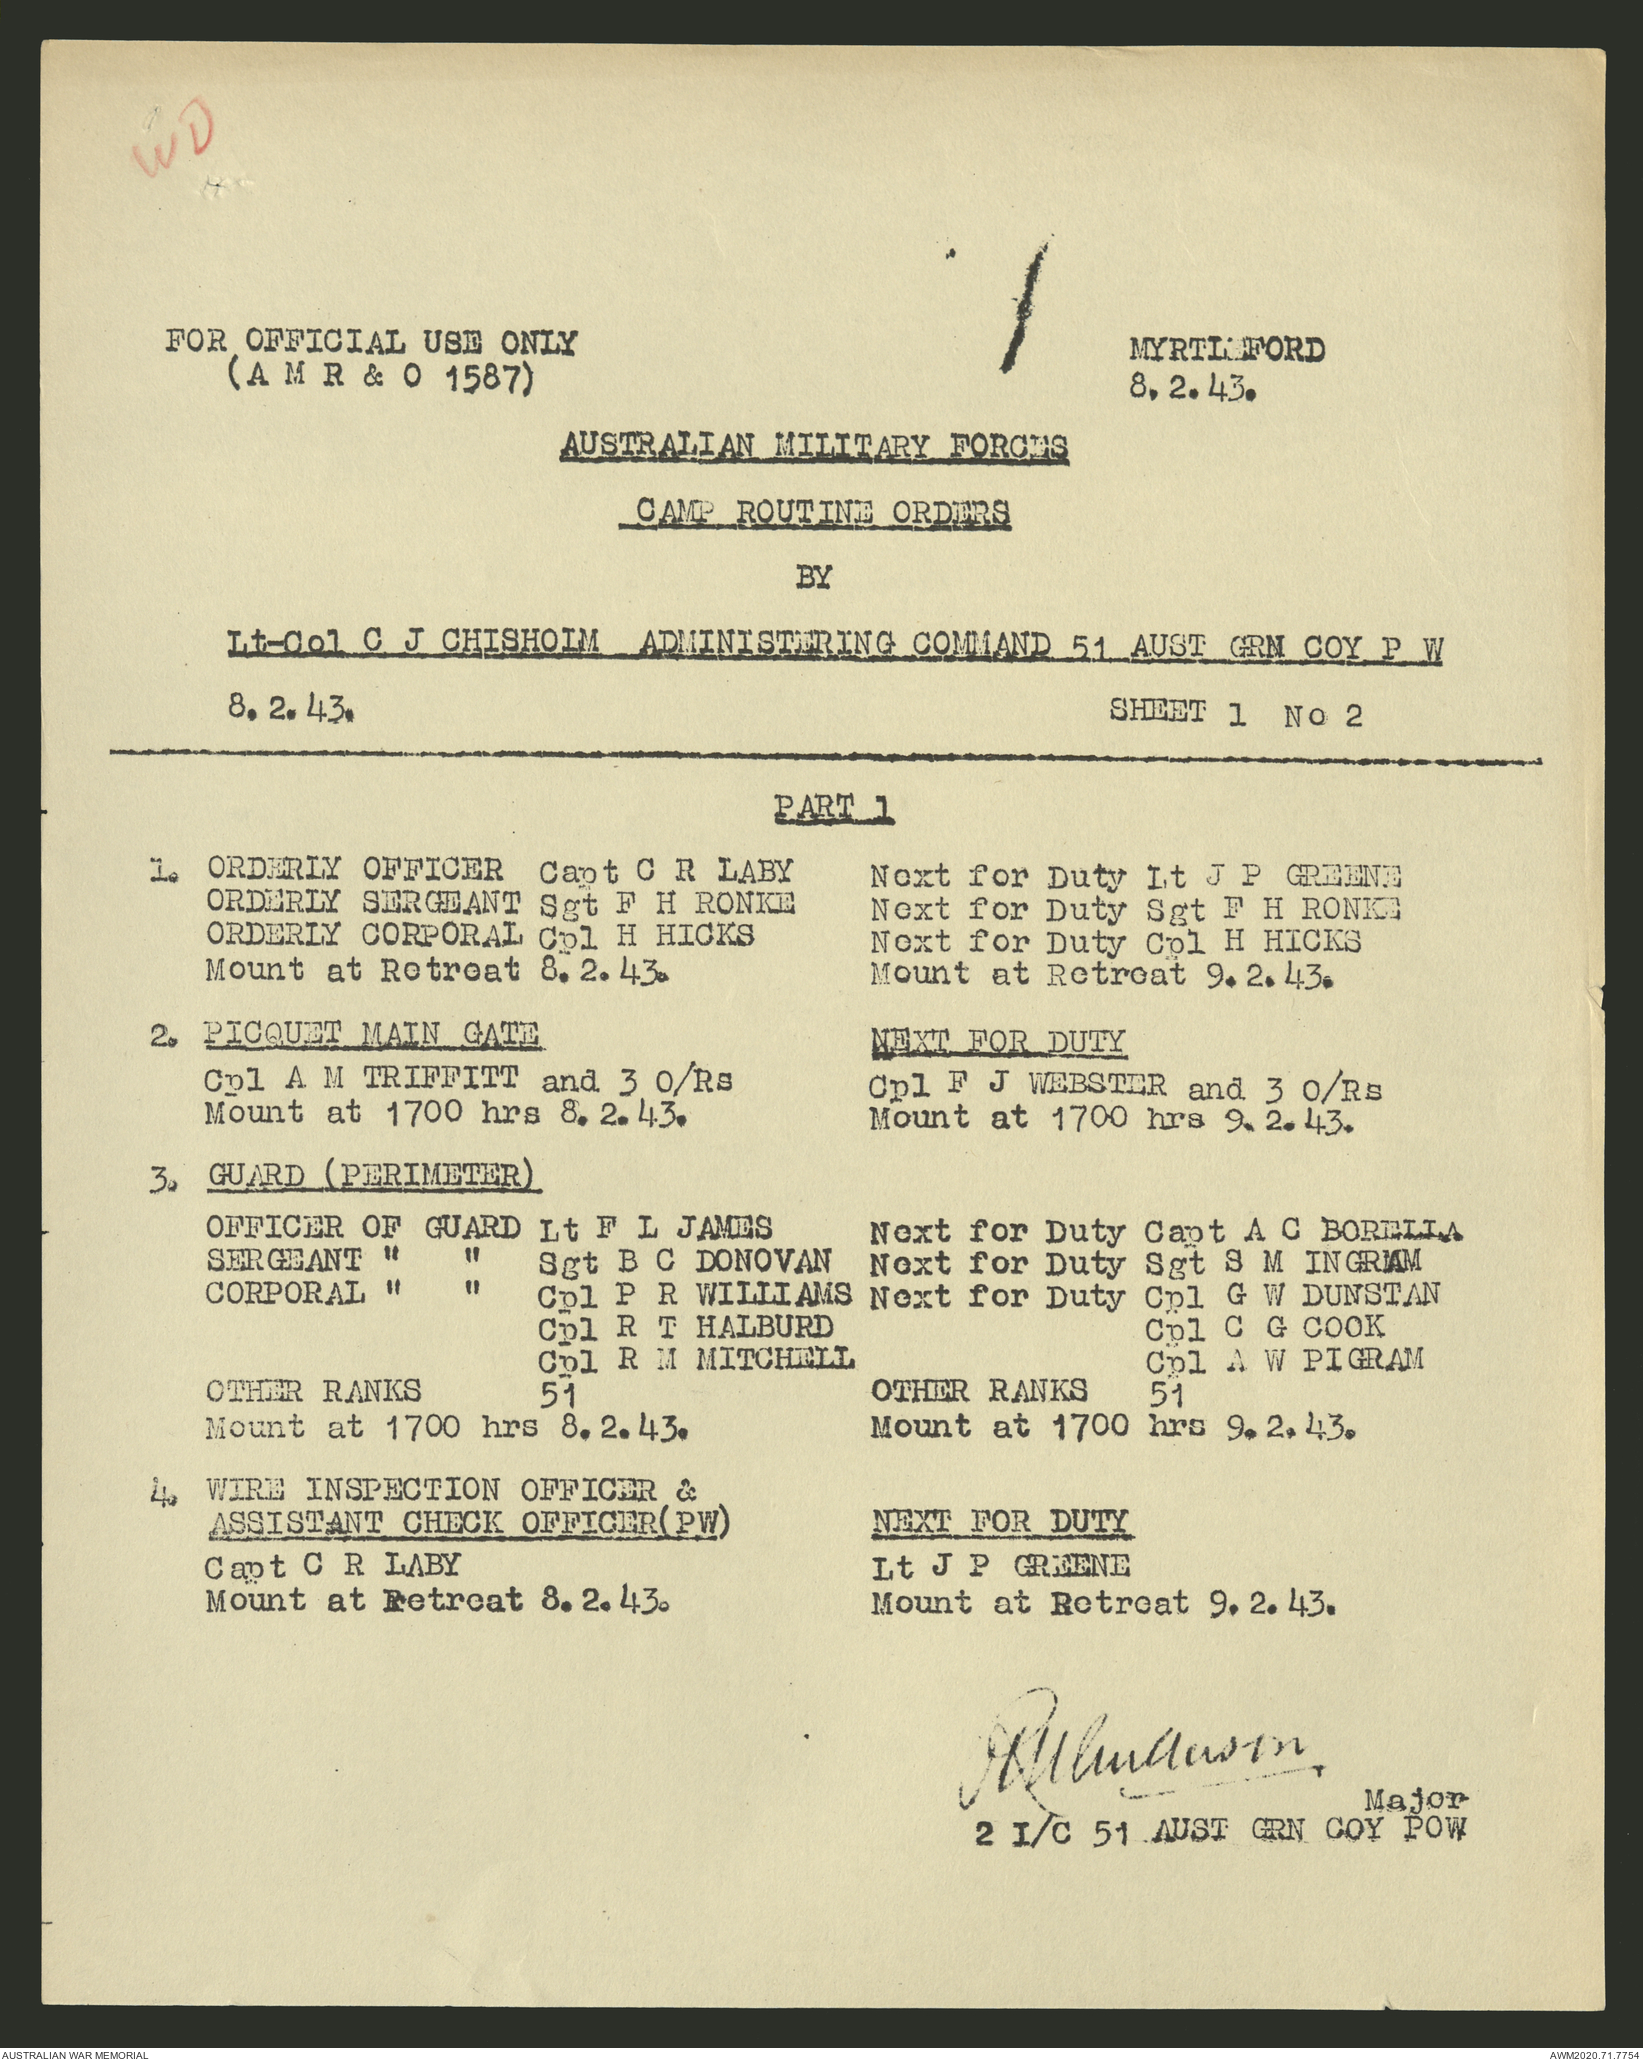 WD
FOR OFFICIAL USE ONLY
(A M R & O 1587)
MYRTLEFORD
8.2.43.
AUSTRALIAN MILITARY FORCES
CAMP ROUTINE ORDERS
BY
Lt-Col C J CHISHOLM ADMINISTERING COMMAND 51 AUST GRN COY P W
8.2.43. SHEET 1 No 2
PART 1
1. ORDERLY OFFICER Capt C R LABY Next for Duty Lt J P GREENE
ORDERLY SERGEANT Sgt F H RONKE Next for Duty Sgt F H RONKE
ORDERLY CORPORAL Cpl H HICKS Next for Duty Cpl H HICKS
Mount at Retreat 8.2.43. Mount at Retreat 9.2.43.
2. PICQUET MAIN GATE NEXT FOR DUTY
Cpl A M TRIFFITT and 3 O/Rs Cpl F J WEBSTER and 3 O/Rs
Mount at 1700 hrs 8.2.43. Mount at 1700 hrs 9.2.43.
3. GUARD (PERIMETER)
OFFICER OF GUARD Lt F L JAMES Next for Duty Capt A C BORELLA
SERGEANT " " Sgt B C DONOVAN Next for Duty Sgt S M INGRAM
CORPORAL " " Cpl P R WILLIAMS Next for Duty Cpl G W DUNSTAN
Cpl R T HALBURD Cpl C G COOK
Cpl R M MITCHELL Cpl A W PIGRAM
OTHER RANKS 51 OTHER RANKS 51
Mount at 1700 hrs 8.2.43. Mount at 1700 hrs 9.2.43.
4. WIRE INSPECTION OFFICER &
ASSISTANT CHECK OFFICER(PW) NEXT FOR DUTY
Capt C R LABY Lt J P GREENE
Mount at Retreat 8.2.43. Mount at Retreat 9.2.43.
Major
2 I/C 51 AUST GRN COY POW
AUSTRALIAN WAR MEMORIAL AWM2020.71.7754